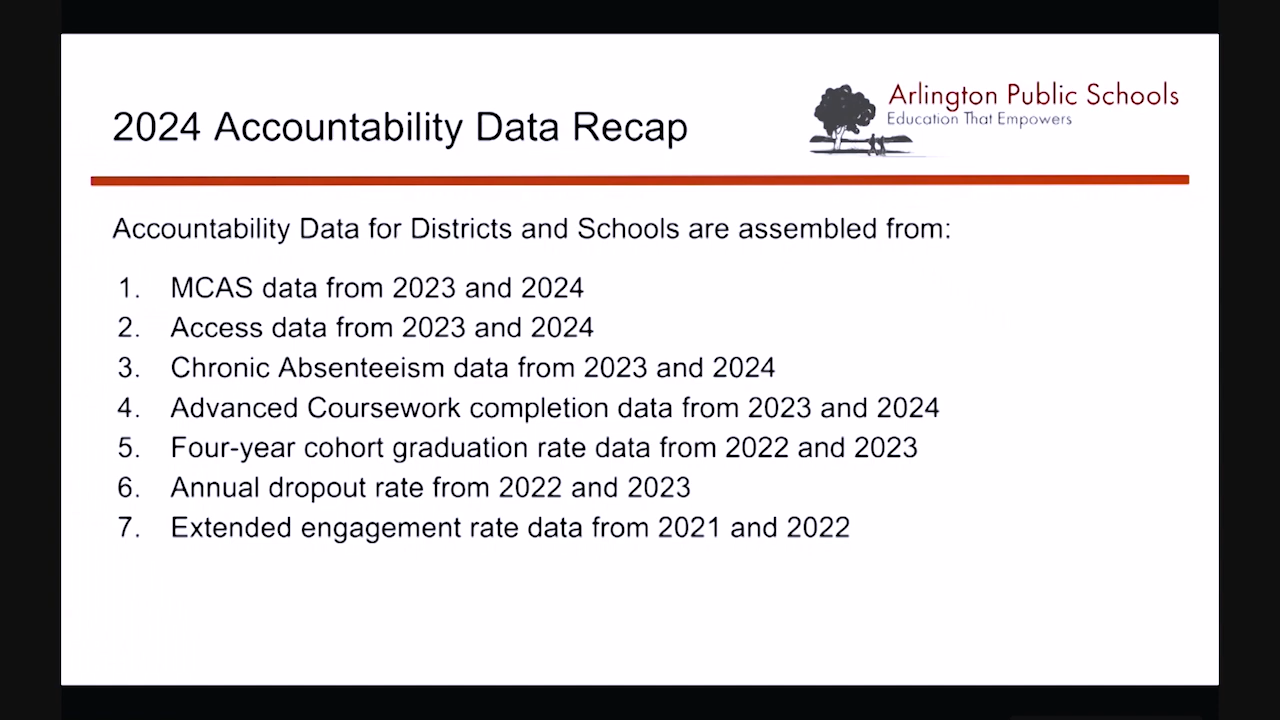 Arlington Public Schools
Education That Empowers
2024 Accountability Data Recap
Accountability Data for Districts and Schools are assembled from:
1. MCAS data from 2023 and 2024
2. Access data from 2023 and 2024
3. Chronic Absenteeism data from 2023 and 2024
4. Advanced Coursework completion data from 2023 and 2024
5. Four-year cohort graduation rate data from 2022 and 2023
6. Annual dropout rate from 2022 and 2023
7. Extended engagement rate data from 2021 and 2022